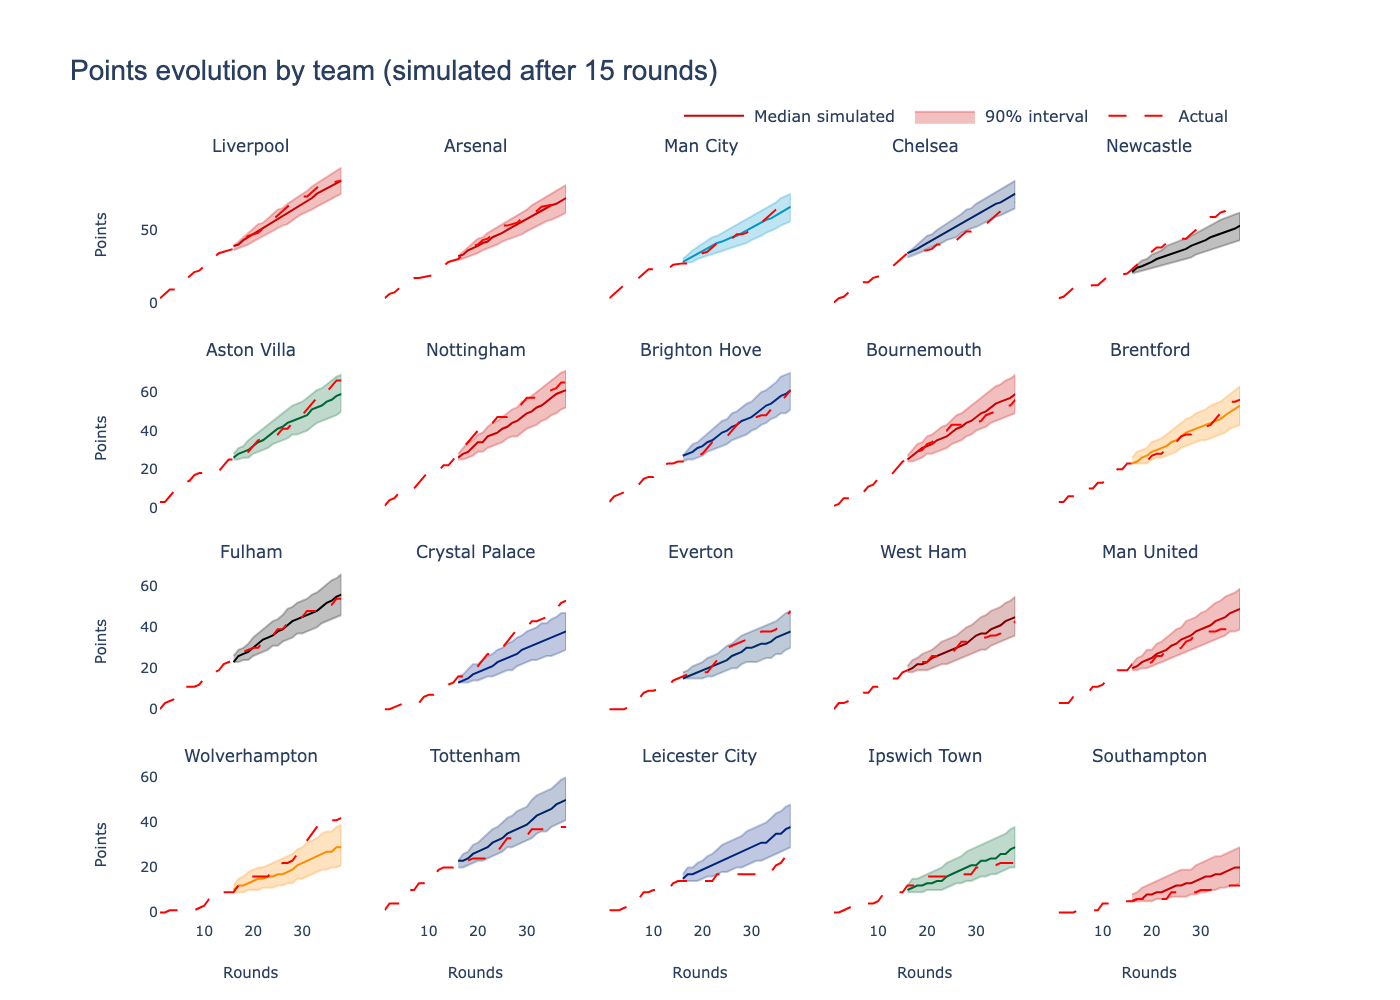 Points evolution by team (simulated after 15 rounds)
Median simulated 90% interval Actual
Liverpool Arsenal Man City Chelsea Newcastle
Points
50
0
Aston Villa Nottingham Brighton Hove Bournemouth Brentford
Points
60
40
20
0
Fulham Crystal Palace Everton West Ham Man United
Points
60
40
20
0
Wolverhampton Tottenham Leicester City Ipswich Town Southampton
Points
60
40
20
0
10 20 30 10 20 30 10 20 30 10 20 30 10 20 30
Rounds Rounds Rounds Rounds Rounds